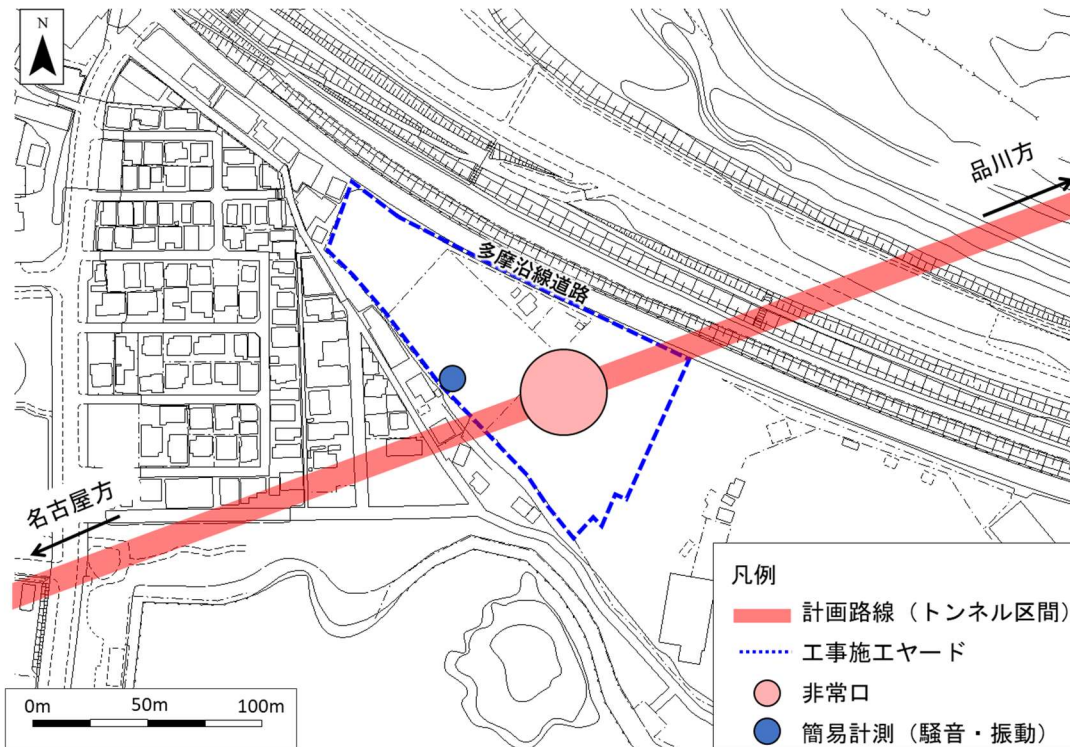 N
品川方
多摩沿線道路
名古屋方
凡例
計画路線（トンネル区間）
工事施工ヤード
非常口
簡易計測（騒音・振動）
0m 50m 100m